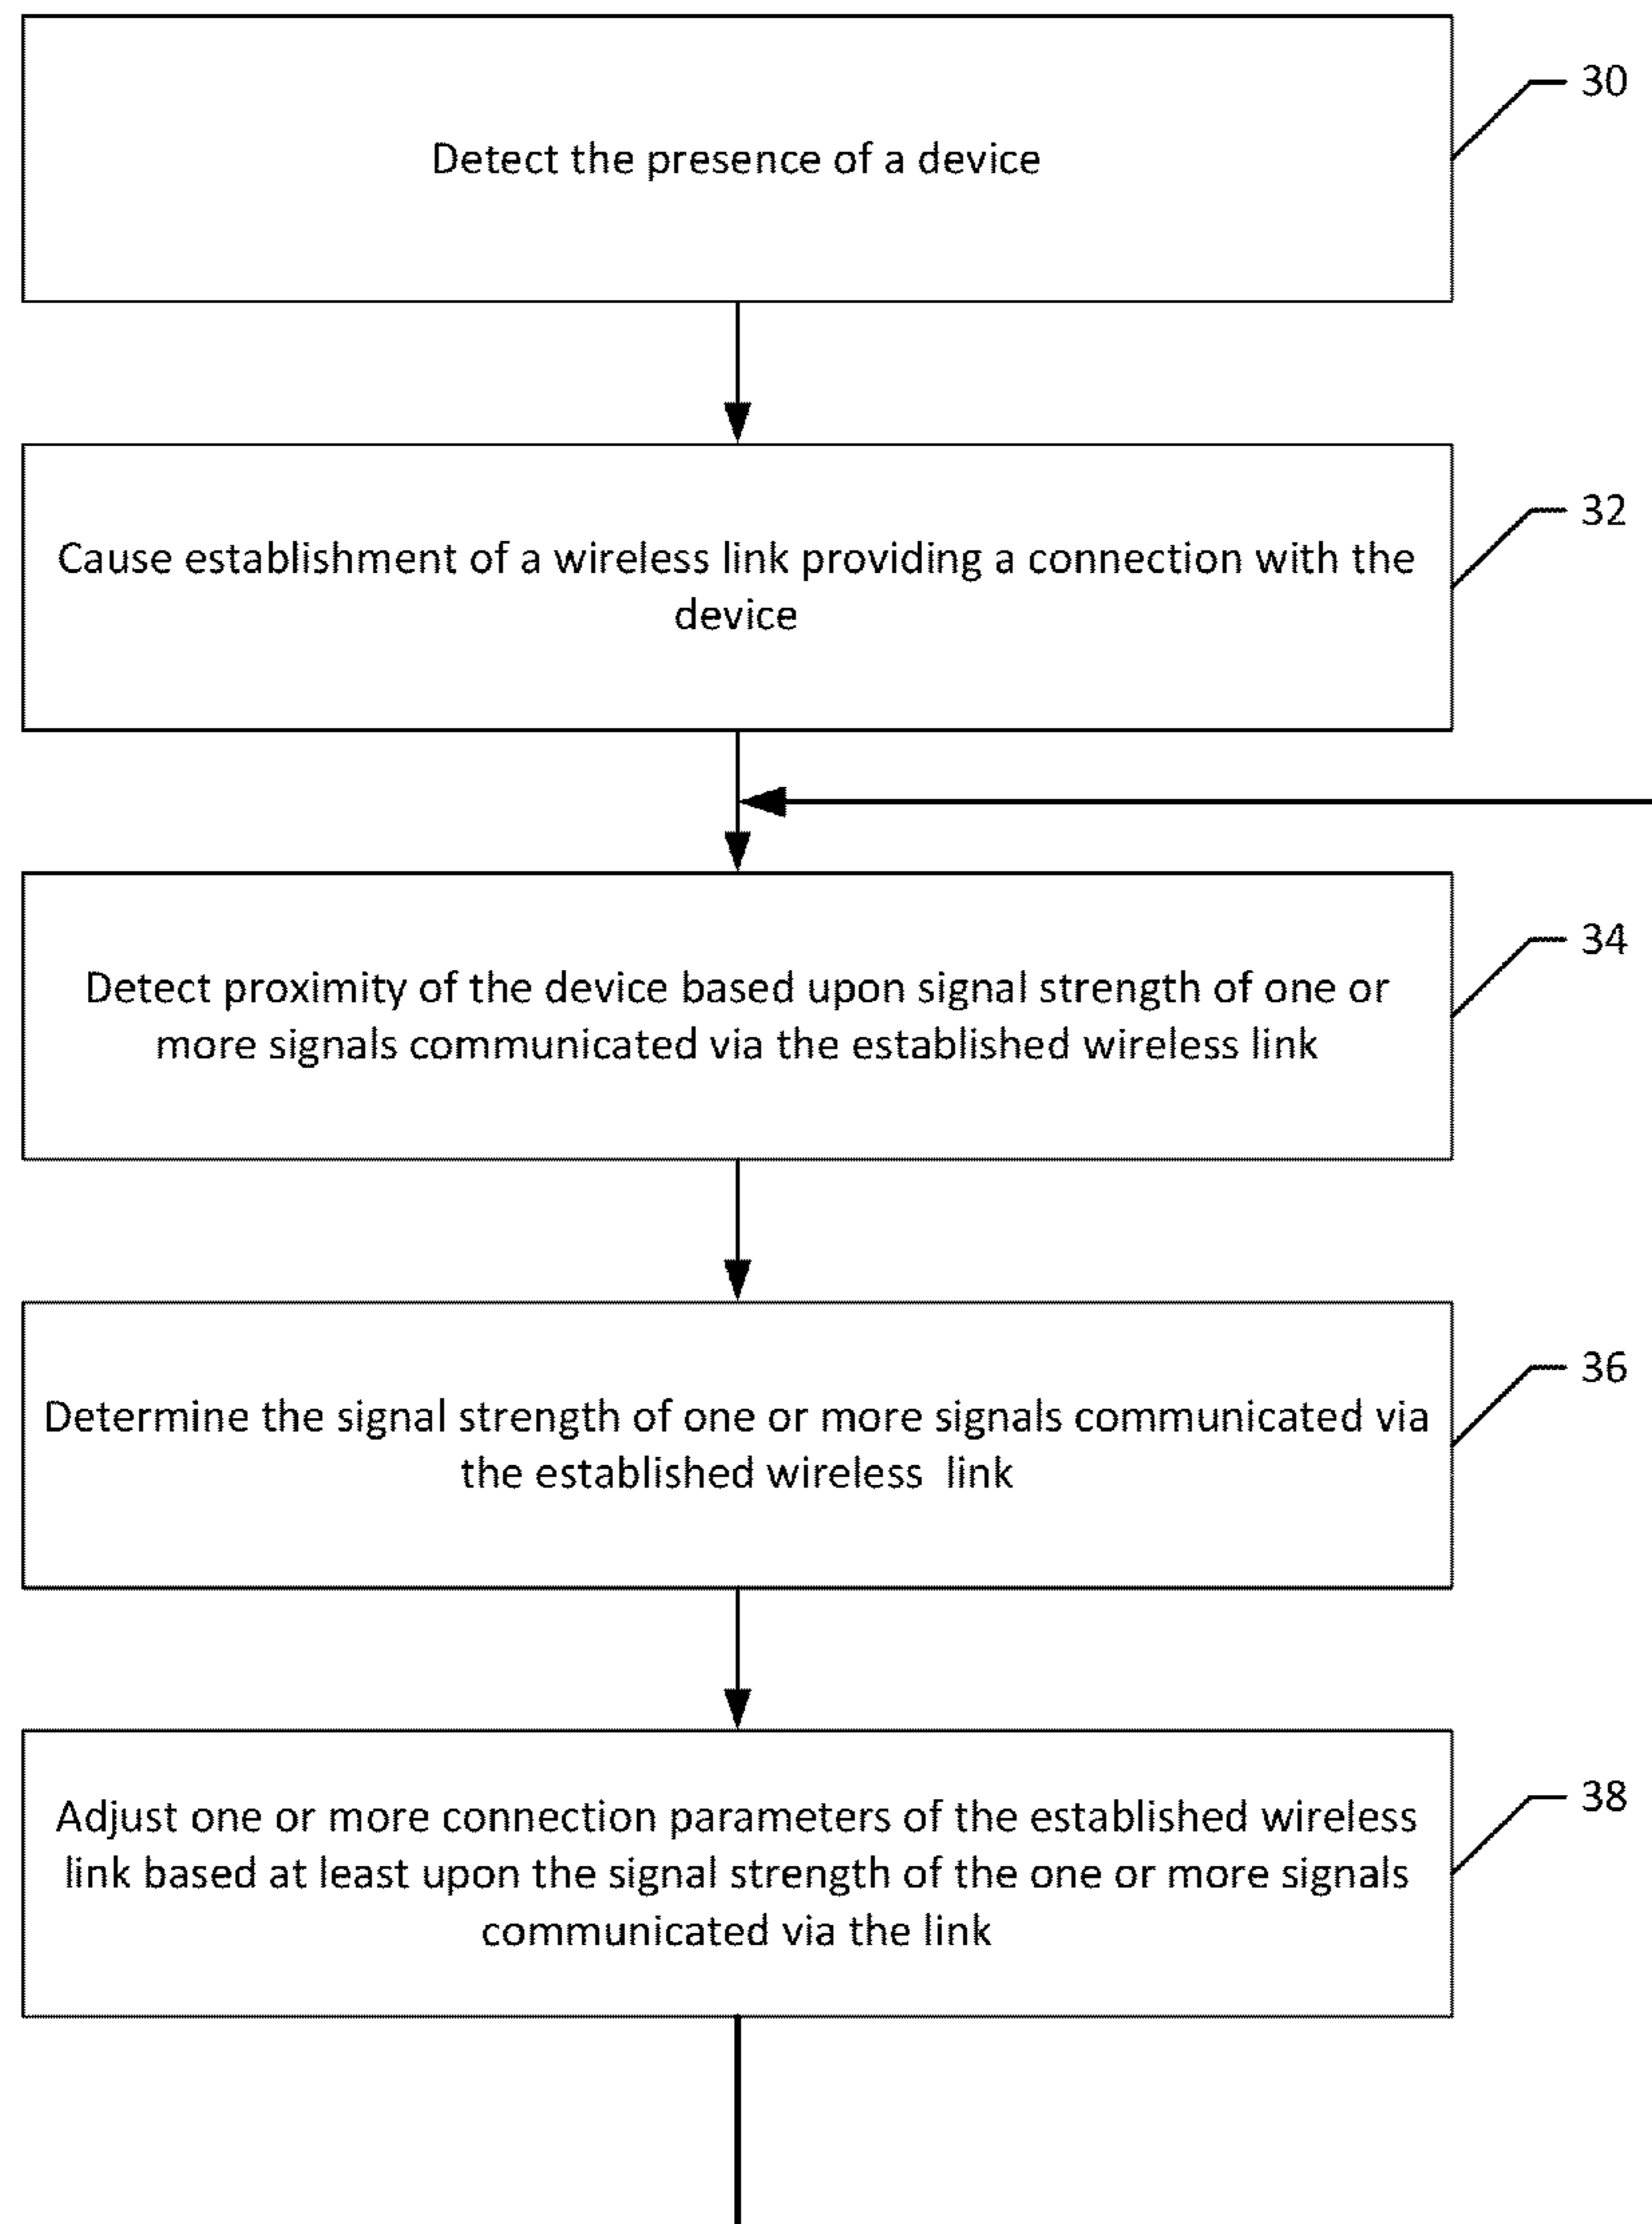 30
Detect the presence of a device
32
Cause establishment of a wireless link providing a connection with the
device
34
Detect proximity of the device based upon signal strength of one or
more signals communicated via the established wireless link
36
Determine the signal strength of one or more signals communicated via
the established wireless  link
38
Adjust one or more connection parameters of the established wireless
link based at least upon the signal strength of the one or more signals
communicated via the link